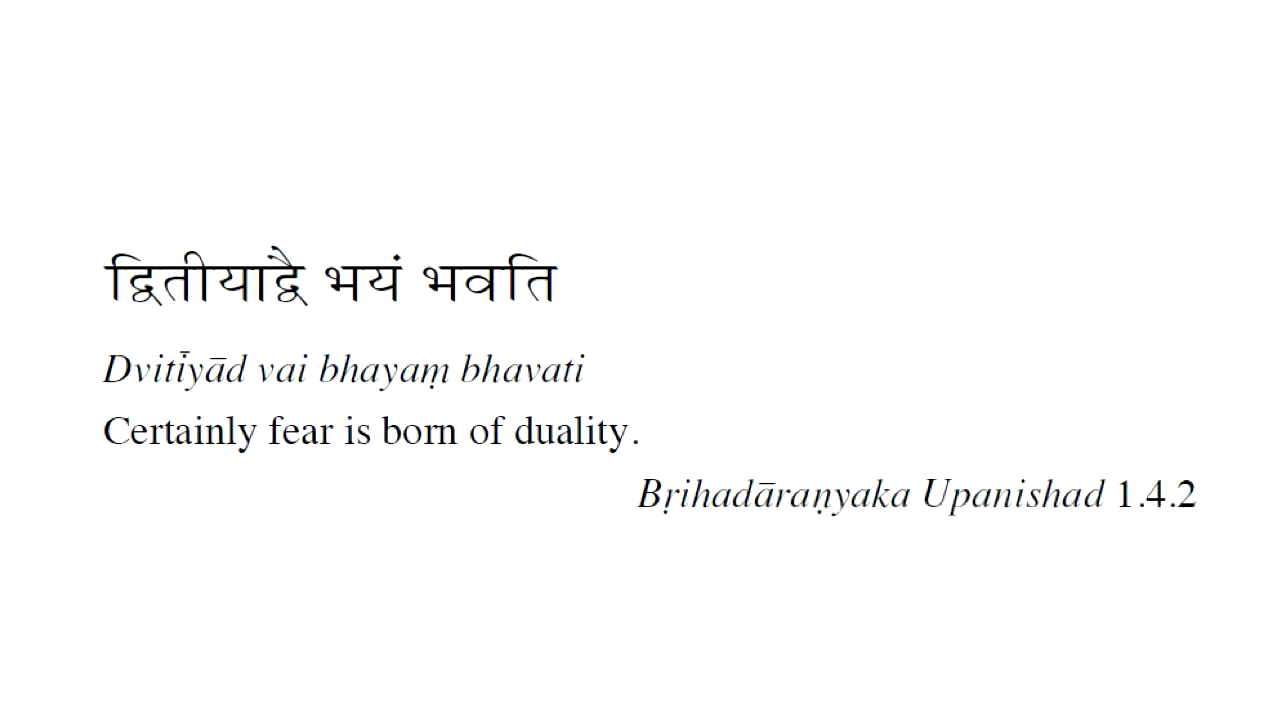 द्वितीयाद्वै भयं भवति
Dvitīyād vai bhayaṃ bhavati
Certainly fear is born of duality.
Bṛihadāraṇyaka Upanishad 1.4.2